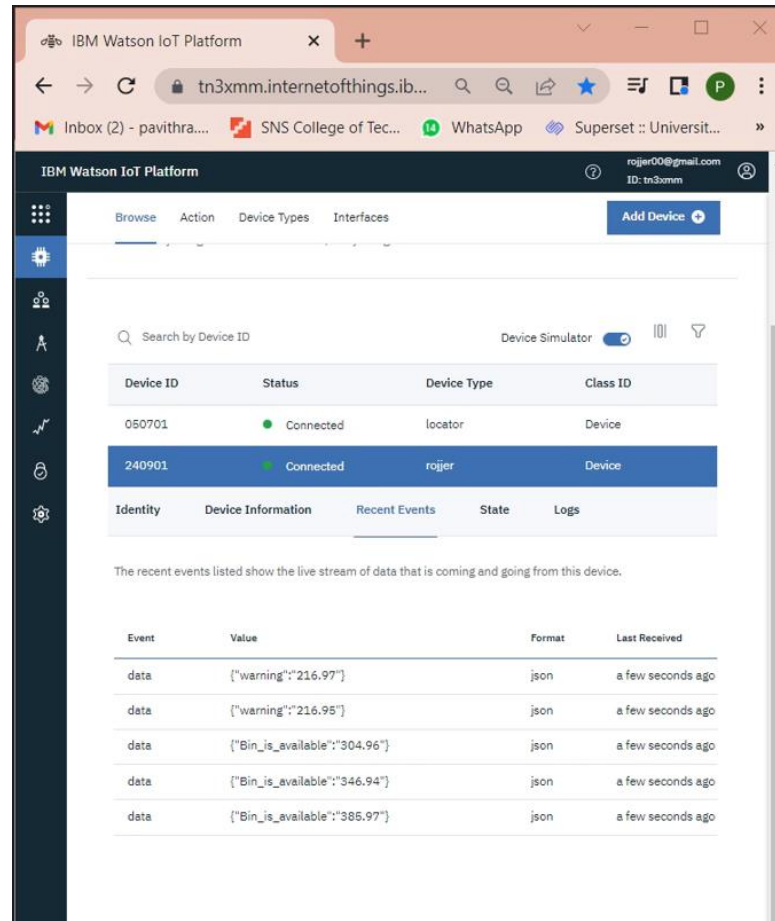 IBM Watson IoT Platform
tn3xmm.internetofthings.ib...
P
Inbox (2) - pavithra....
SNS College of Tec...
14
WhatsApp
Superset :: Universit...
»
IBM Watson IoT Platform
rojjer00@gmail.com
ID: tn3xmm
Browse Action Device Types Interfaces
Add Device
Search by Device ID
Device Simulator
Device ID Status Device Type Class ID
050701 Connected locator Device
240901 Connected rojjer Device
Identity Device Information Recent Events State Logs
The recent events listed show the live stream of data that is coming and going from this device.
Event Value Format Last Received
data {"warning":"216.97"} json a few seconds ago
data {"warning":"216.95"} json a few seconds ago
data {"Bin_is_available":"304.96"} json a few seconds ago
data {"Bin_is_available":"346.94"} json a few seconds ago
data {"Bin_is_available":"385.97"} json a few seconds ago